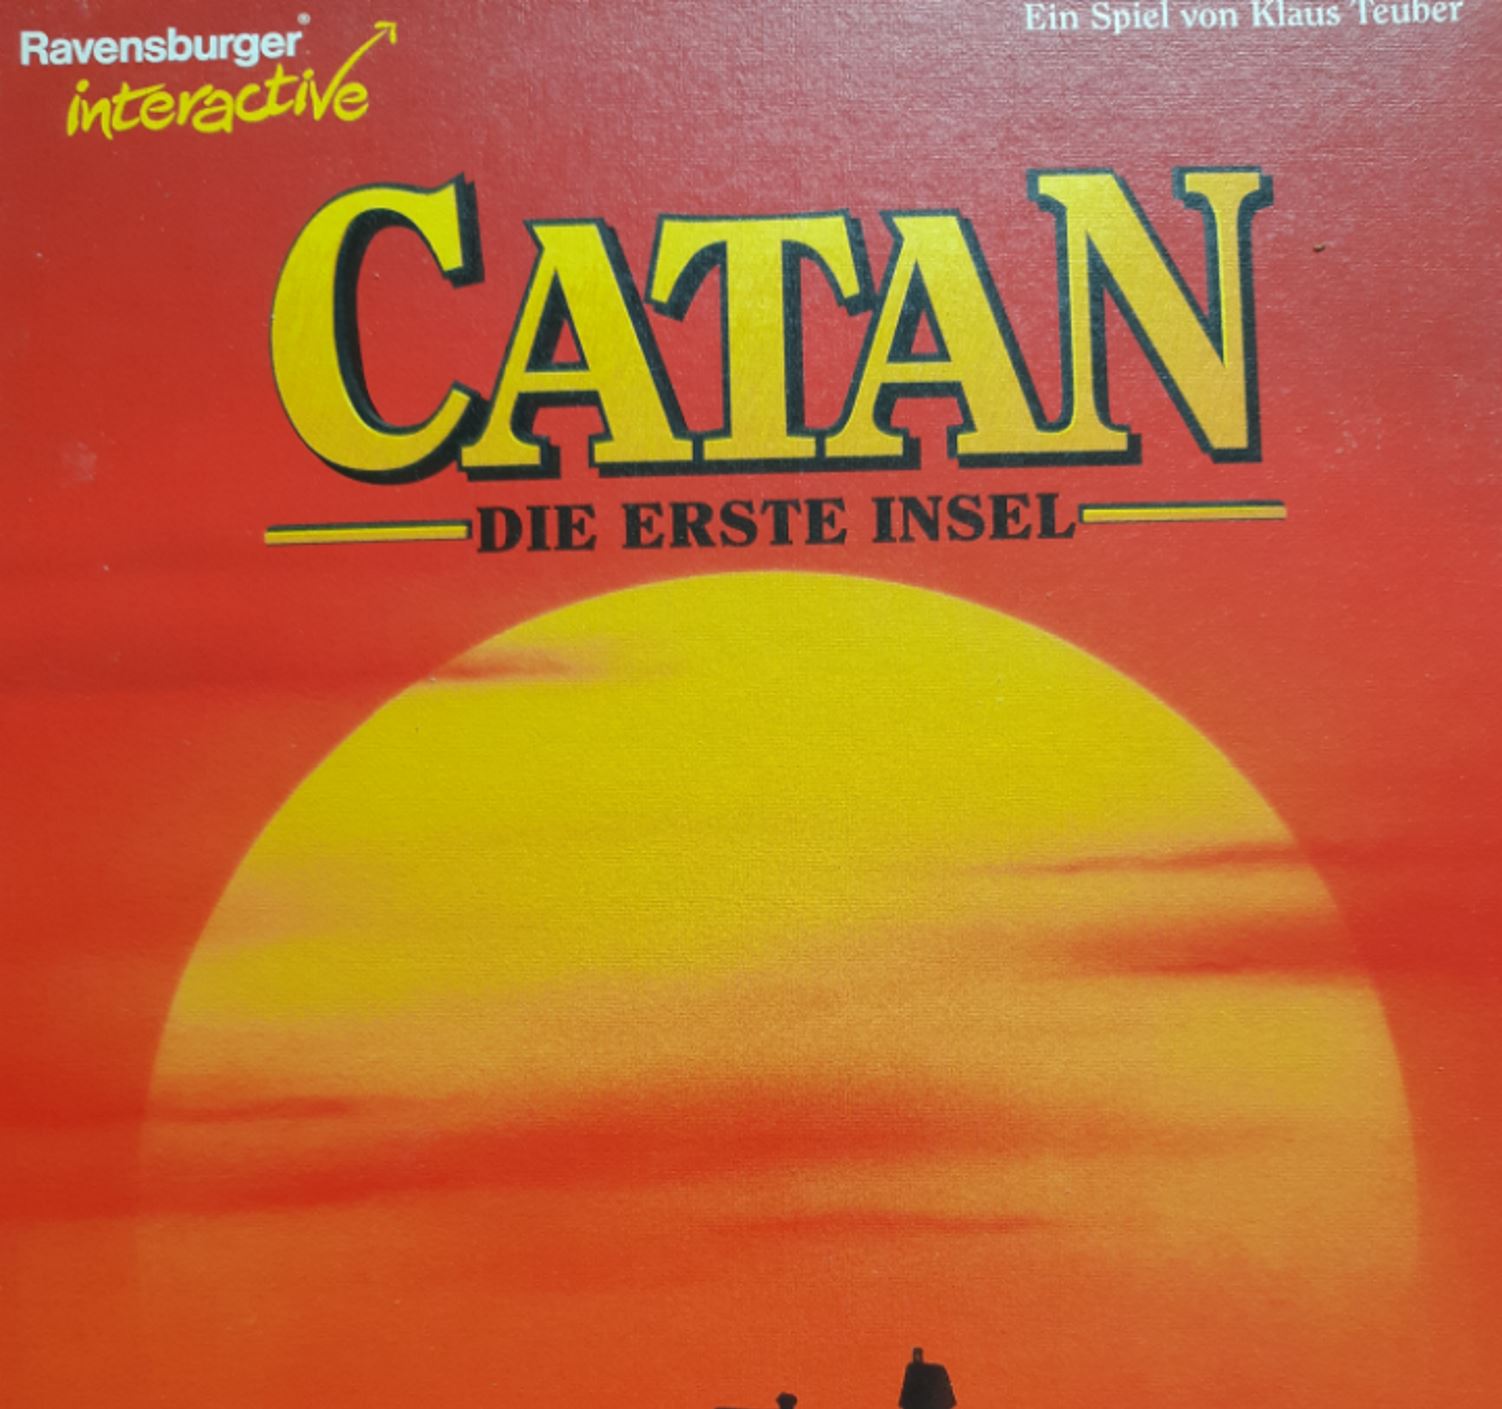 Ein Spiel von Klaus Teuber
Ravensburger®
interactive
CATAN
DIE ERSTE INSEL